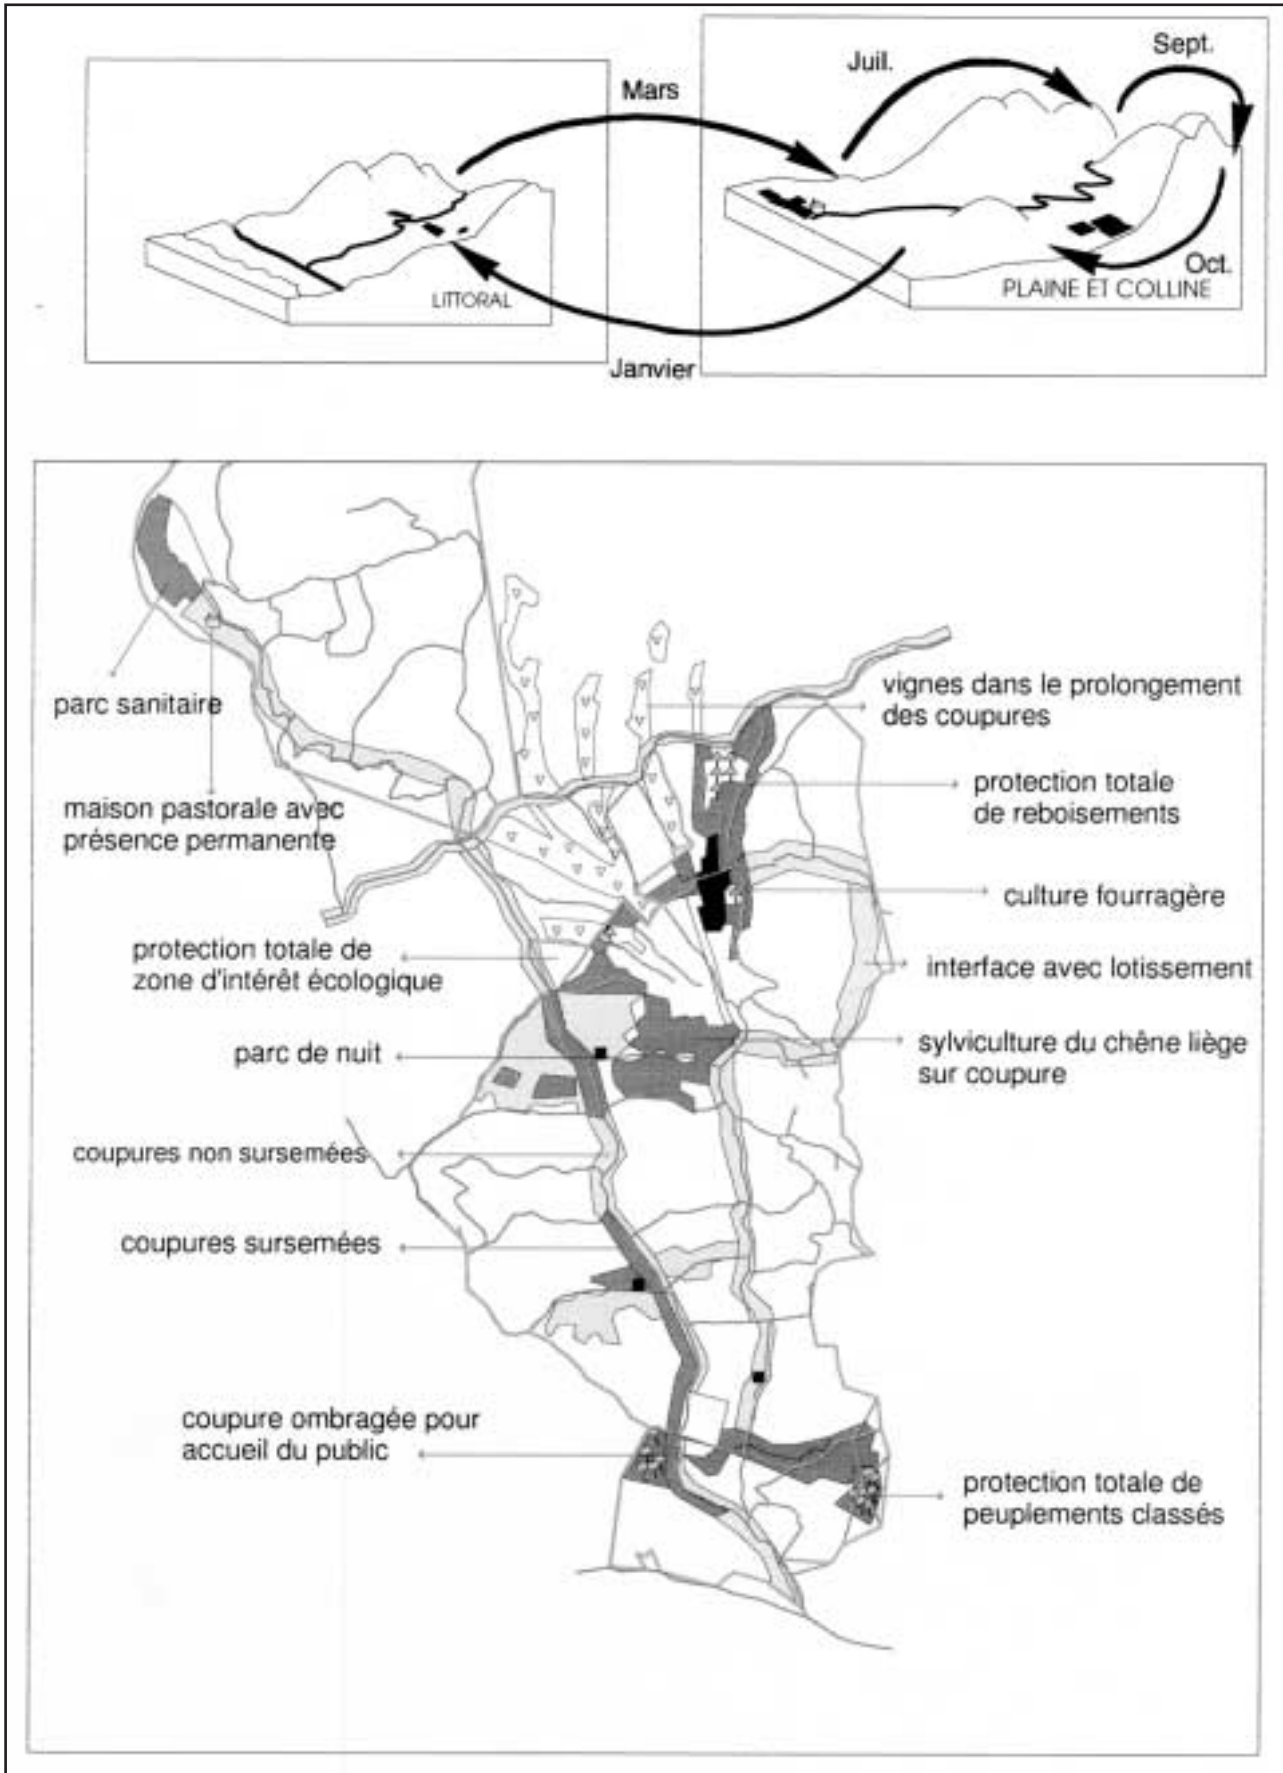 Mars
Juil.
Sept.
Oct.
LITTORAL
PLAINE ET COLLINE
Janvier
parc sanitaire
vignes dans le prolongement
des coupures
maison pastorale avec
présence permanente
protection totale
de reboisements
culture fourragère
protection totale de
zone d'intérêt écologique
interface avec lotissement
parc de nuit
sylviculture du chêne liège
sur coupure
coupures non sursemées
coupures sursemées
coupure ombragée pour
accueil du public
protection totale de
peuplements classés